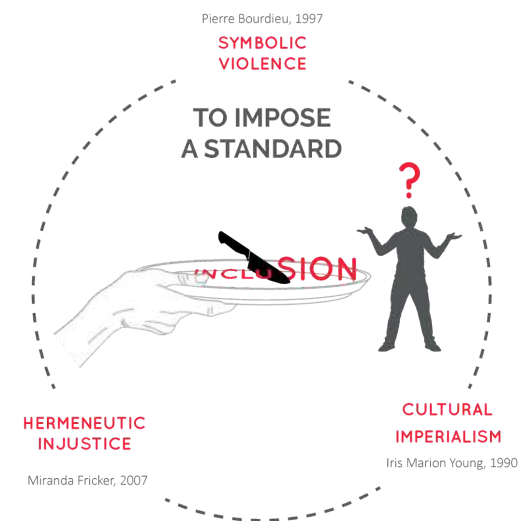 Pierre Bourdieu, 1997
SYMBOLIC
VIOLENCE
TO IMPOSE
A STANDARD
?
INCLUSION
HERMENEUTIC
INJUSTICE
Miranda Fricker, 2007
CULTURAL
IMPERIALISM
Iris Marion Young, 1990